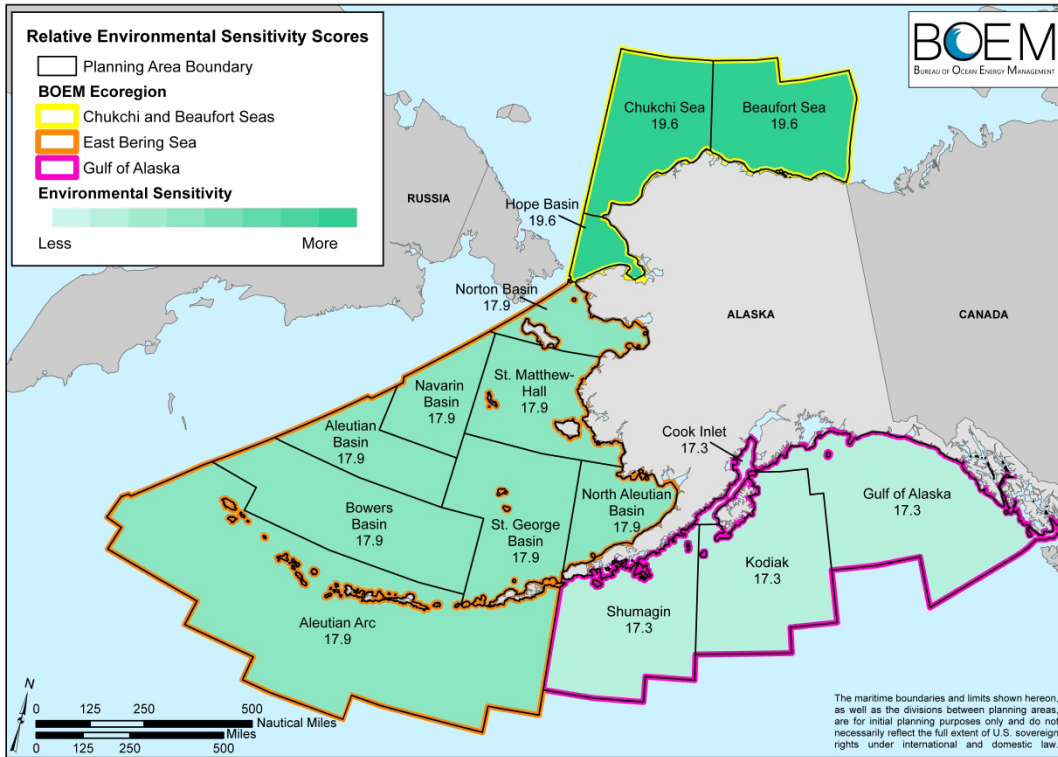 Relative Environmental Sensitivity Scores
Planning Area Boundary
BOEM Ecoregion
Chukchi and Beaufort Seas
East Bering Sea
Gulf of Alaska
Environmental Sensitivity
Less More
BOEM
BUREAU OF OCEAN ENERGY MANAGEMENT
Chukchi Sea
19.6
Beaufort Sea
19.6
RUSSIA
Hope Basin
19.6
Norton Basin
17.9
ALASKA
CANADA
St. Matthew-
Hall
17.9
Navarin
Basin
17.9
Aleutian
Basin
17.9
Cook Inlet
17.3
Gulf of Alaska
17.3
North Aleutian
Basin
17.9
Bowers
Basin
17.9
St. George
Basin
17.9
Kodiak
17.3
Shumagin
17.3
Aleutian Arc
17.9
N
0 125 250 500
Nautical Miles
0 125 250 500
Miles
The maritime boundaries and limits shown hereon,
as well as the divisions between planning areas,
are for initial planning purposes only and do not
necessarily reflect the full extent of U.S. sovereign
rights under international and domestic law.